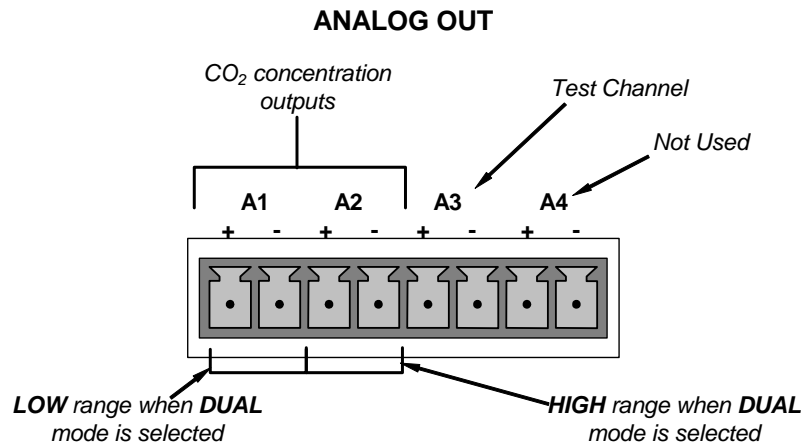 ANALOG OUT
CO₂ concentration
outputs
Test Channel
Not Used
A1 A2 A3 A4
+ - + - + - + -
LOW range when DUAL
mode is selected
HIGH range when DUAL
mode is selected